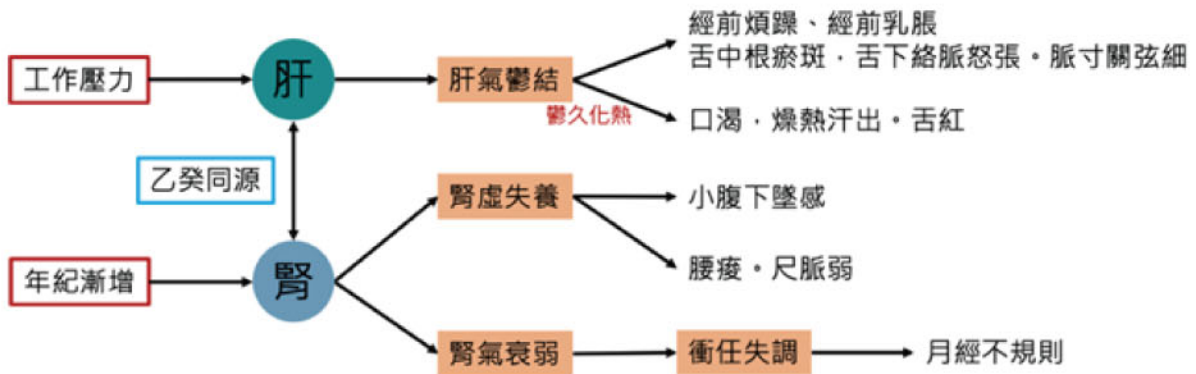 工作壓力
肝
肝氣鬱結
鬱久化熱
經前煩躁、經前乳脹
舌中根瘀斑，舌下絡脈怒張。脈寸關弦細
口渴，燥熱汗出。舌紅
乙癸同源
年紀漸增
腎
腎虛失養
小腹下墜感
腰痠。尺脈弱
腎氣衰弱
衝任失調
月經不規則